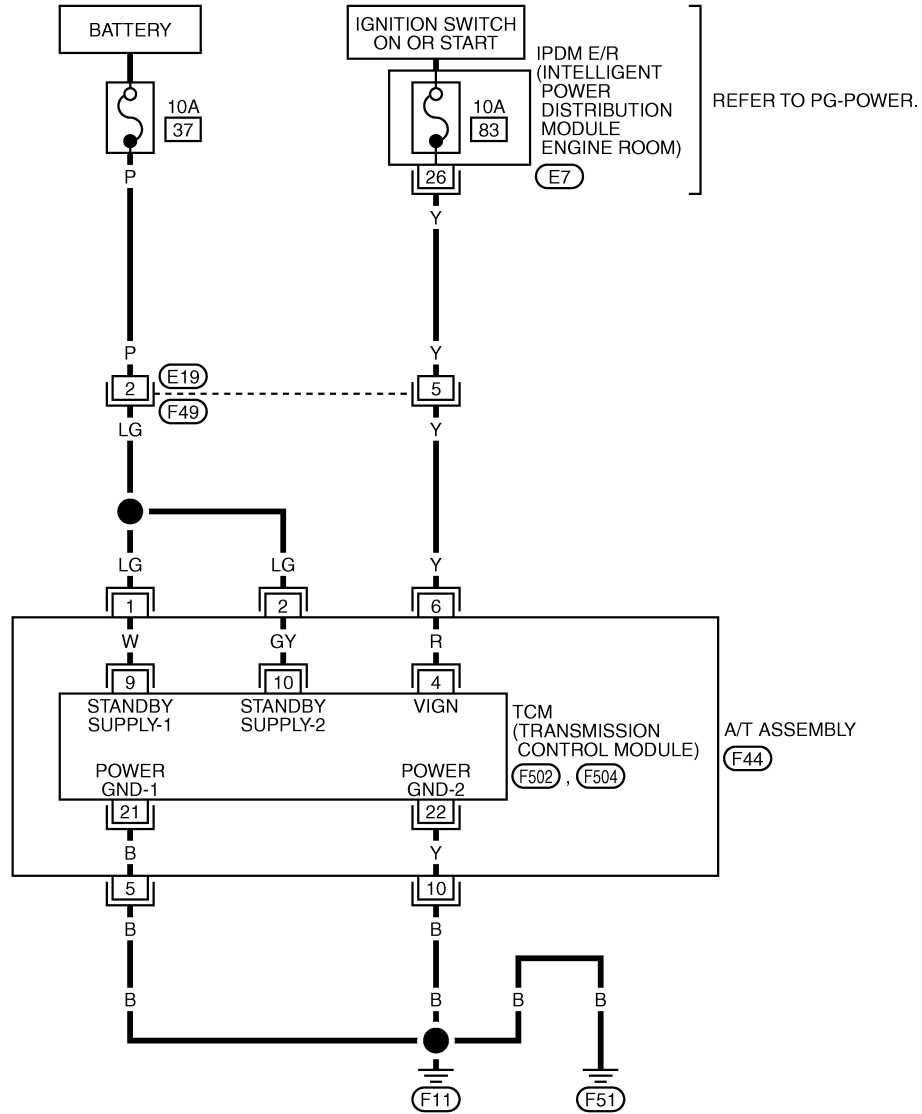 BATTERY
IGNITION SWITCH
ON OR START
10A
37
10A
83
IPDM E/R
(INTELLIGENT
POWER
DISTRIBUTION
MODULE
ENGINE ROOM)
REFER TO PG-POWER.
P
26
E7
Y
P
Y
2
E19
5
F49
LG
Y
LG
LG
Y
1
2
6
W
GY
R
9
10
4
STANDBY
SUPPLY-1
STANDBY
SUPPLY-2
VIGN
TCM
(TRANSMISSION
CONTROL MODULE)
F502 , F504
A/T ASSEMBLY
F44
POWER
GND-1
POWER
GND-2
21
22
B
Y
5
10
B
B
B
B
B
B
F11
F51